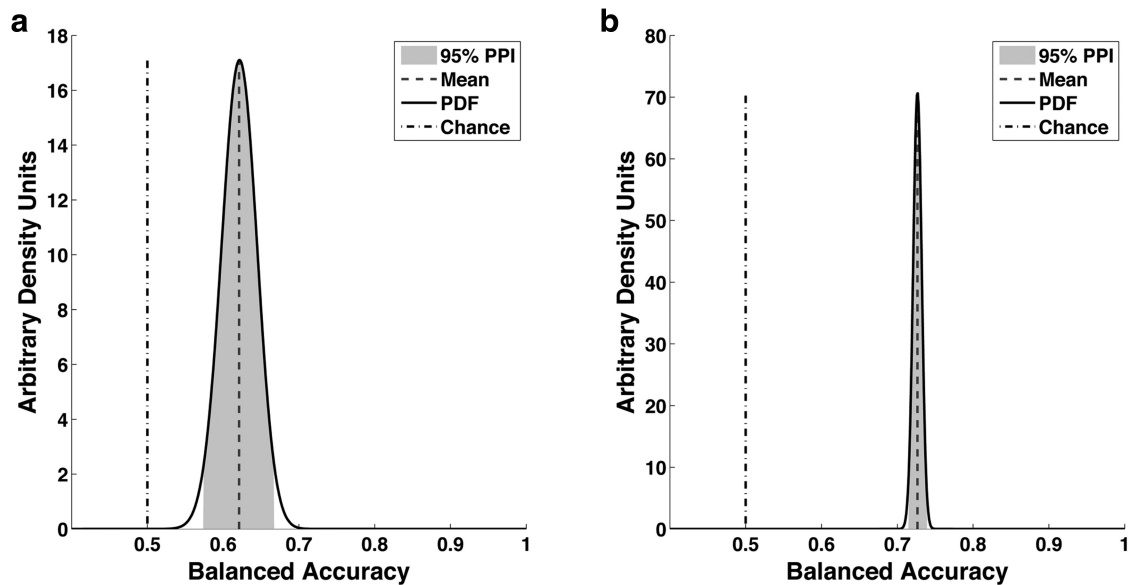 a
18
16
14
12
10
8
6
4
2
0
0.5
0.6
0.7
0.8
0.9
1
Arbitrary Density Units
Balanced Accuracy
95% PPI
Mean
PDF
Chance
b
80
70
60
50
40
30
20
10
0
0.5
0.6
0.7
0.8
0.9
1
Arbitrary Density Units
Balanced Accuracy
95% PPI
Mean
PDF
Chance